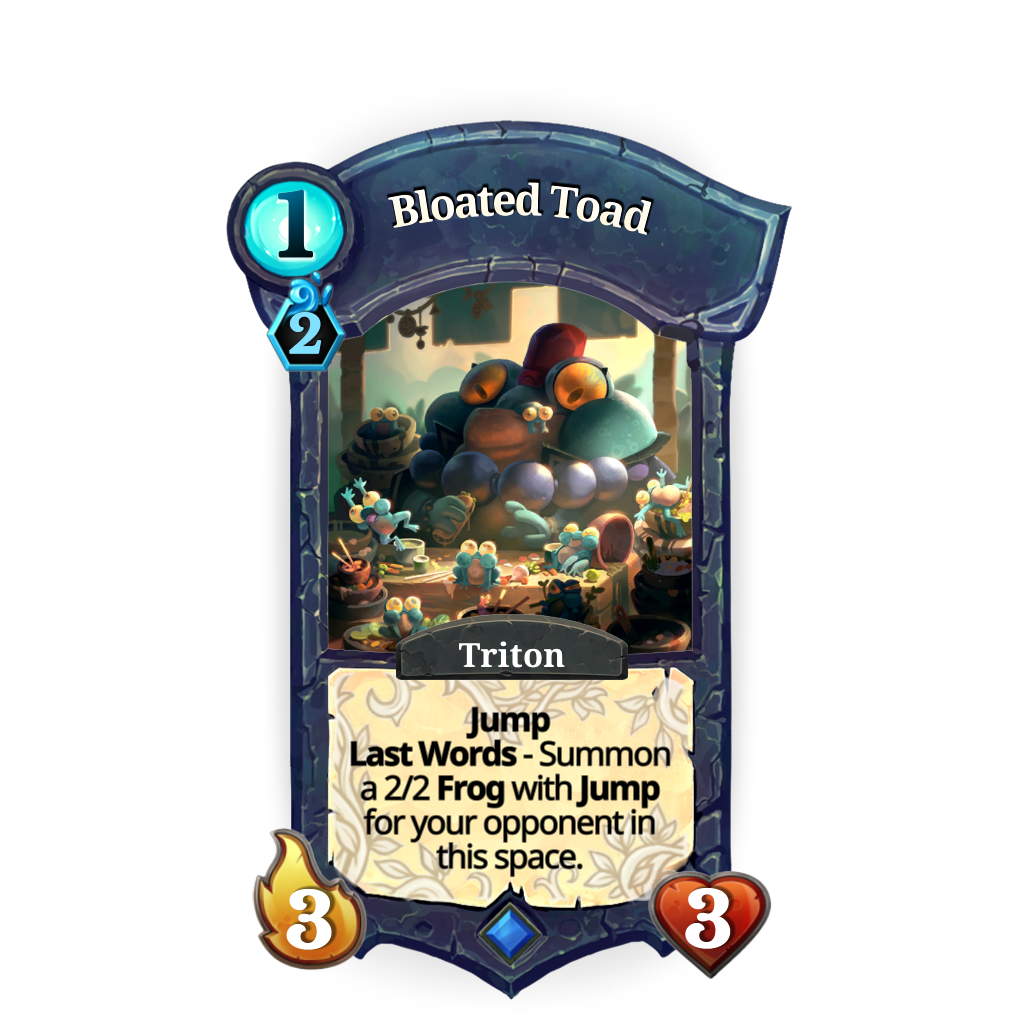 Bloated Toad
1
2
Triton
Jump
Last Words - Summon
a 2/2 Frog with Jump
for your opponent in
this space.
3
3